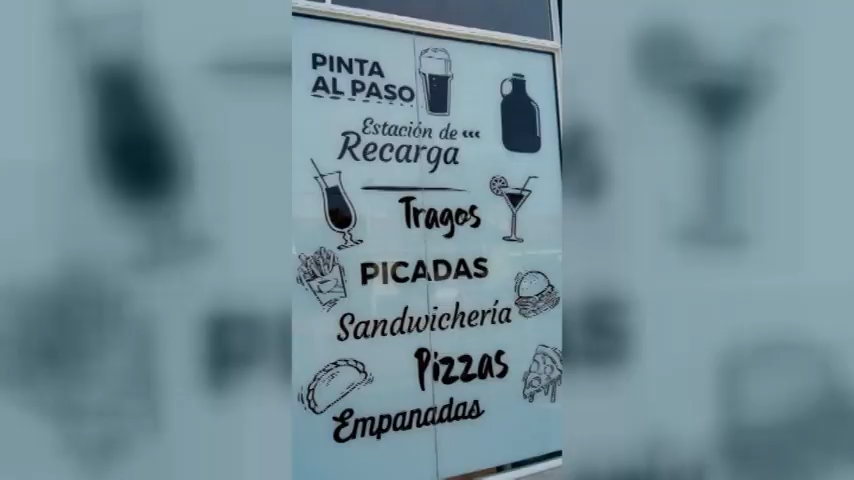 PINTA
AL PASO
Estación de
Recarga
Tragos
PICADAS
Sandwichería
Pizzas
Empanadas